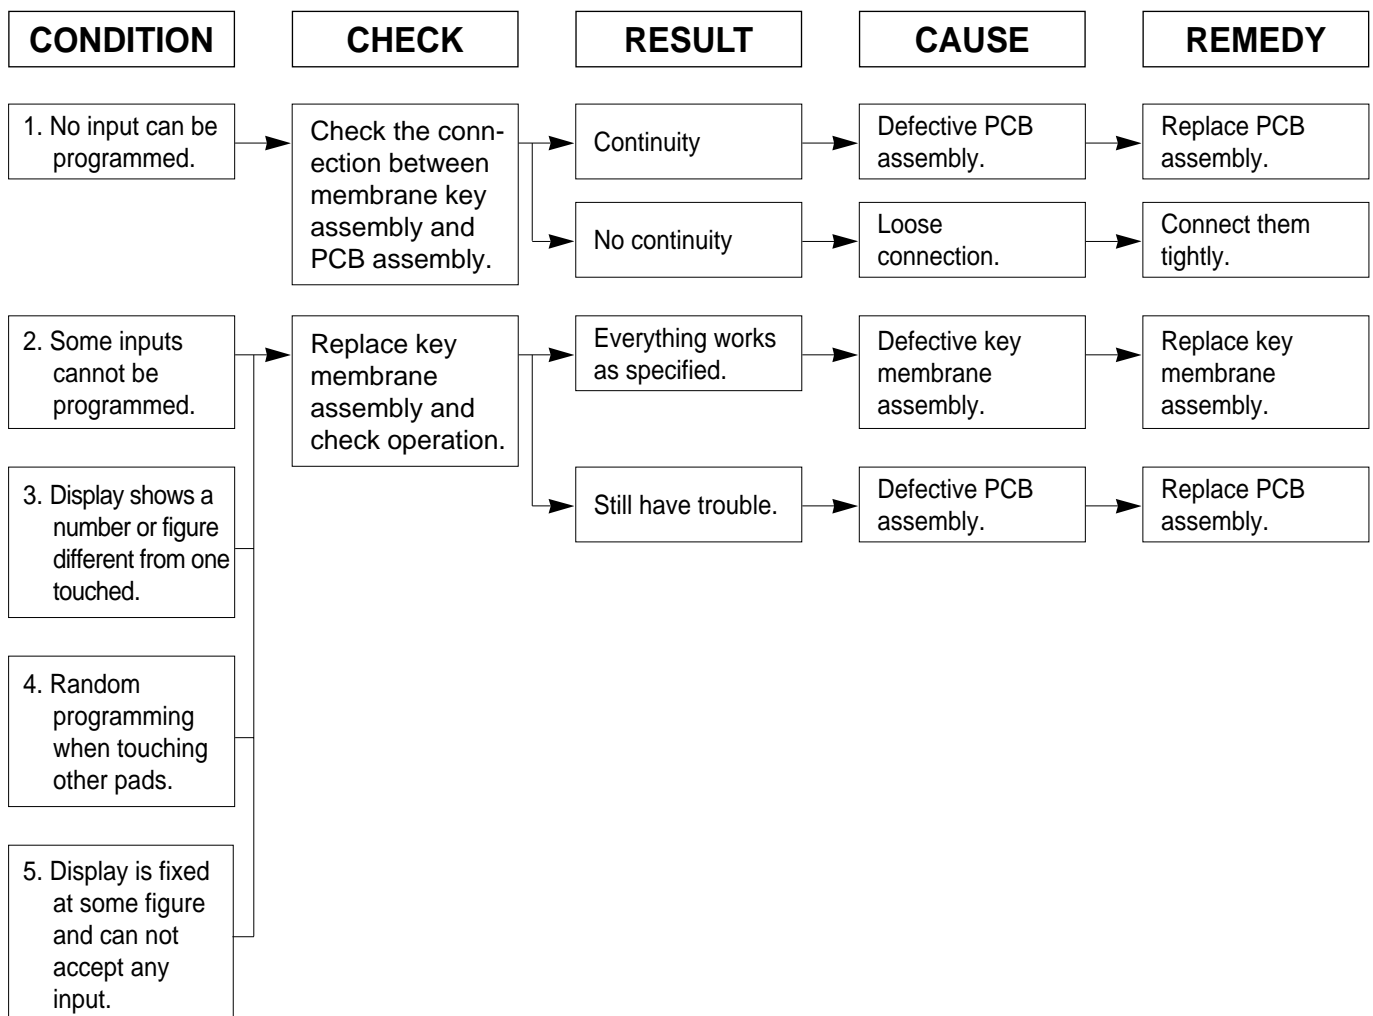 CONDITION
CHECK
RESULT
CAUSE
REMEDY
1. No input can be
programmed.
Check the conn-
ection between
membrane key
assembly and
PCB assembly.
Continuity
Defective PCB
assembly.
Replace PCB
assembly.
No continuity
Loose
connection.
Connect them
tightly.
2. Some inputs
cannot be
programmed.
Replace key
membrane
assembly and
check operation.
Everything works
as specified.
Defective key
membrane
assembly.
Replace key
membrane
assembly.
Still have trouble.
Defective PCB
assembly.
Replace PCB
assembly.
3. Display shows a
number or figure
different from one
touched.
4. Random
programming
when touching
other pads.
5. Display is fixed
at some figure
and can not
accept any
input.